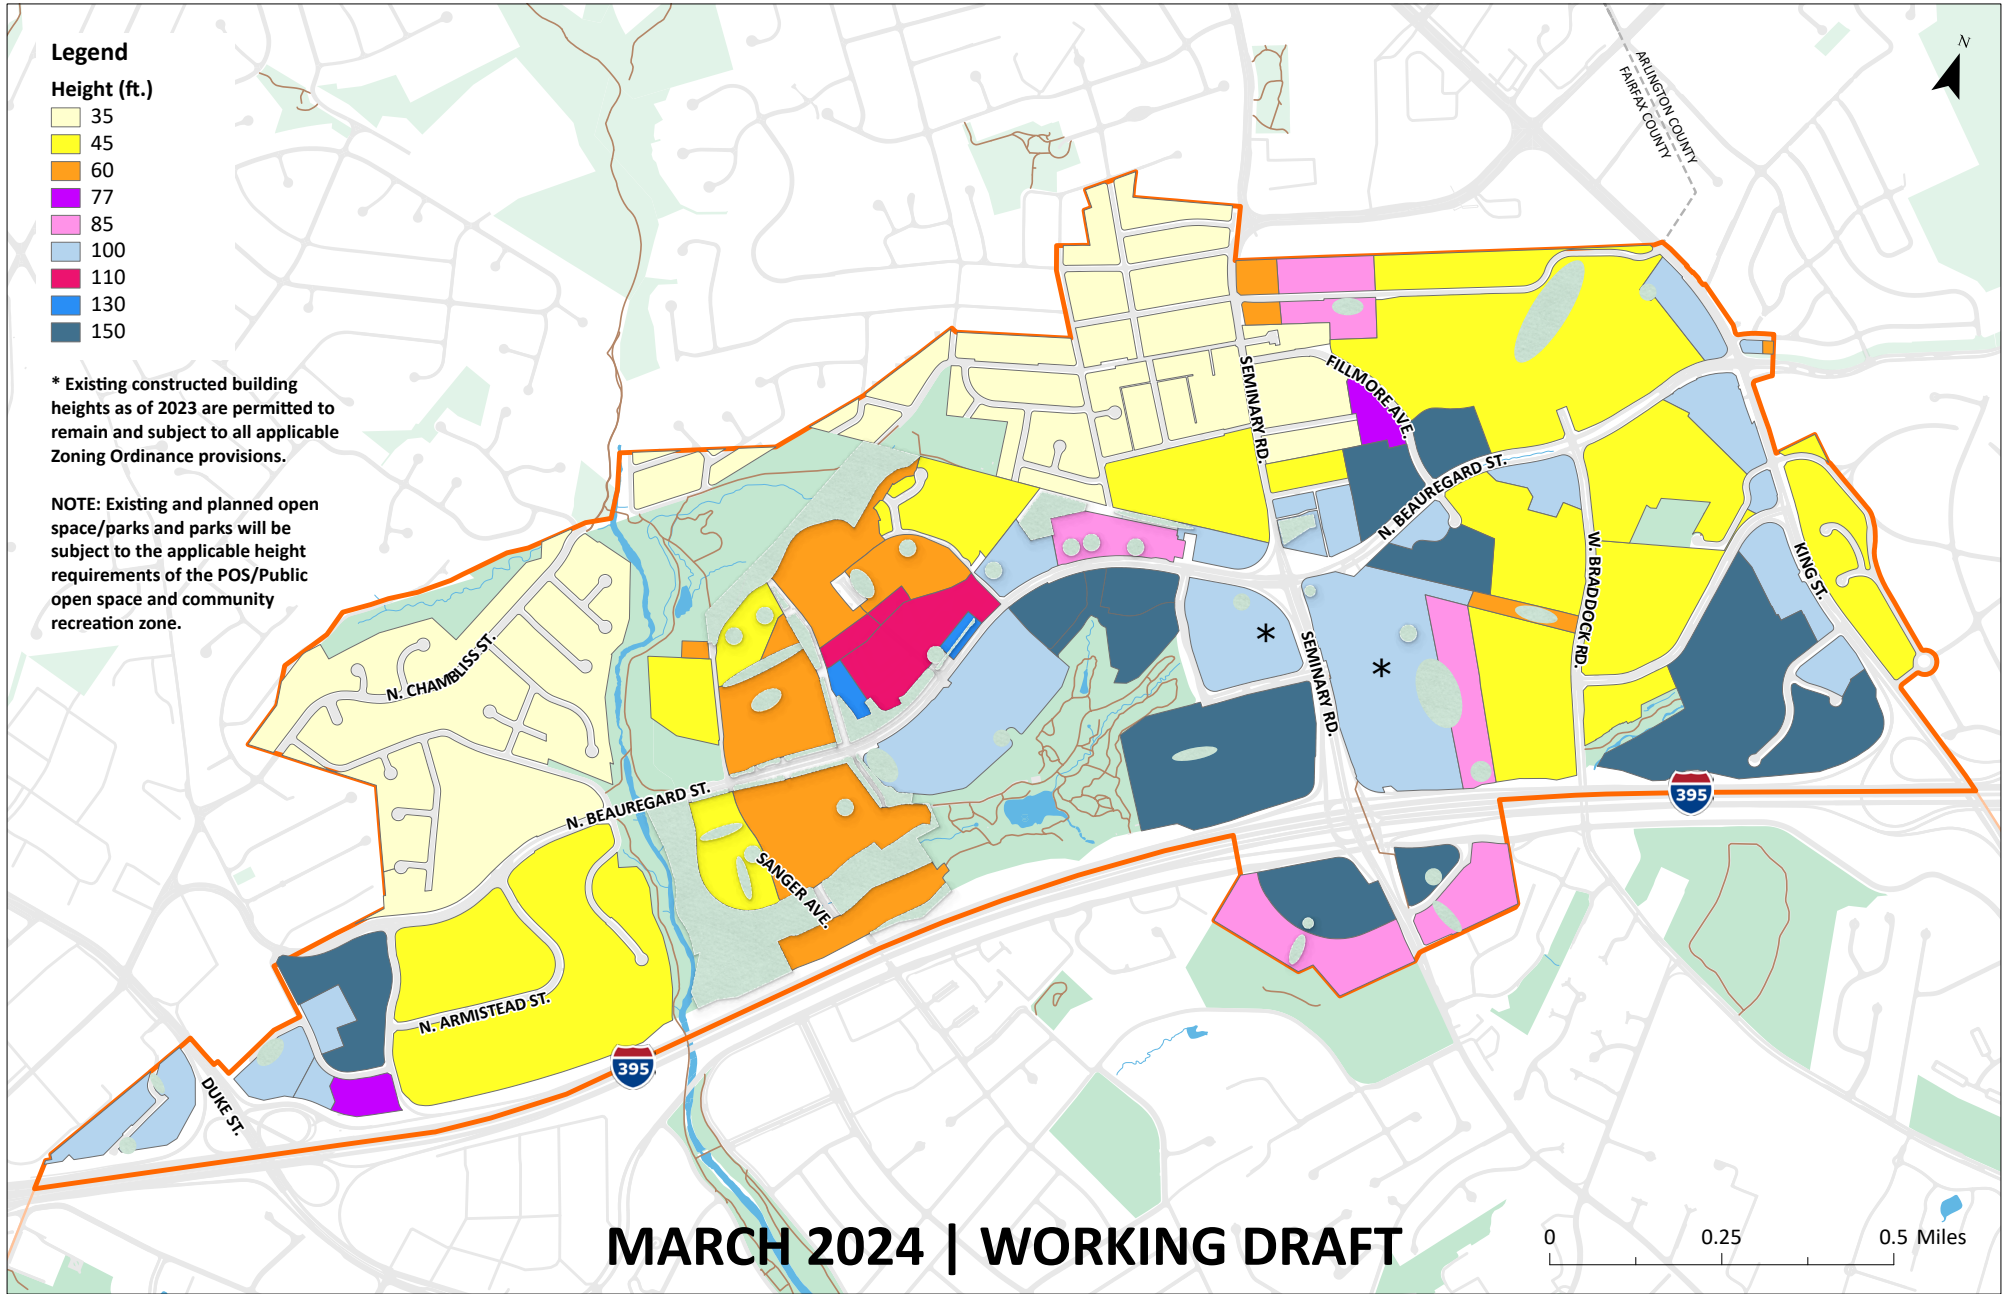 Legend
Height (ft.)
35
45
60
77
85
100
110
130
150
* Existing constructed building
heights as of 2023 are permitted to
remain and subject to all applicable
Zoning Ordinance provisions.
NOTE: Existing and planned open
space/parks and parks will be
subject to the applicable height
requirements of the POS/Public
open space and community
recreation zone.
N
ARLINGTON COUNTY
FAIRFAX COUNTY
SEMINARY RD.
FILLMORE AVE.
N. BEAUREGARD ST.
W. BRADDOCK RD.
KING ST.
*
*
SEMINARY RD.
N. CHAMBLISS ST.
N. BEAUREGARD ST.
SANGER AVE.
395
N. ARMISTEAD ST.
395
DUKE ST.
MARCH 2024 | WORKING DRAFT
0 0.25 0.5 Miles